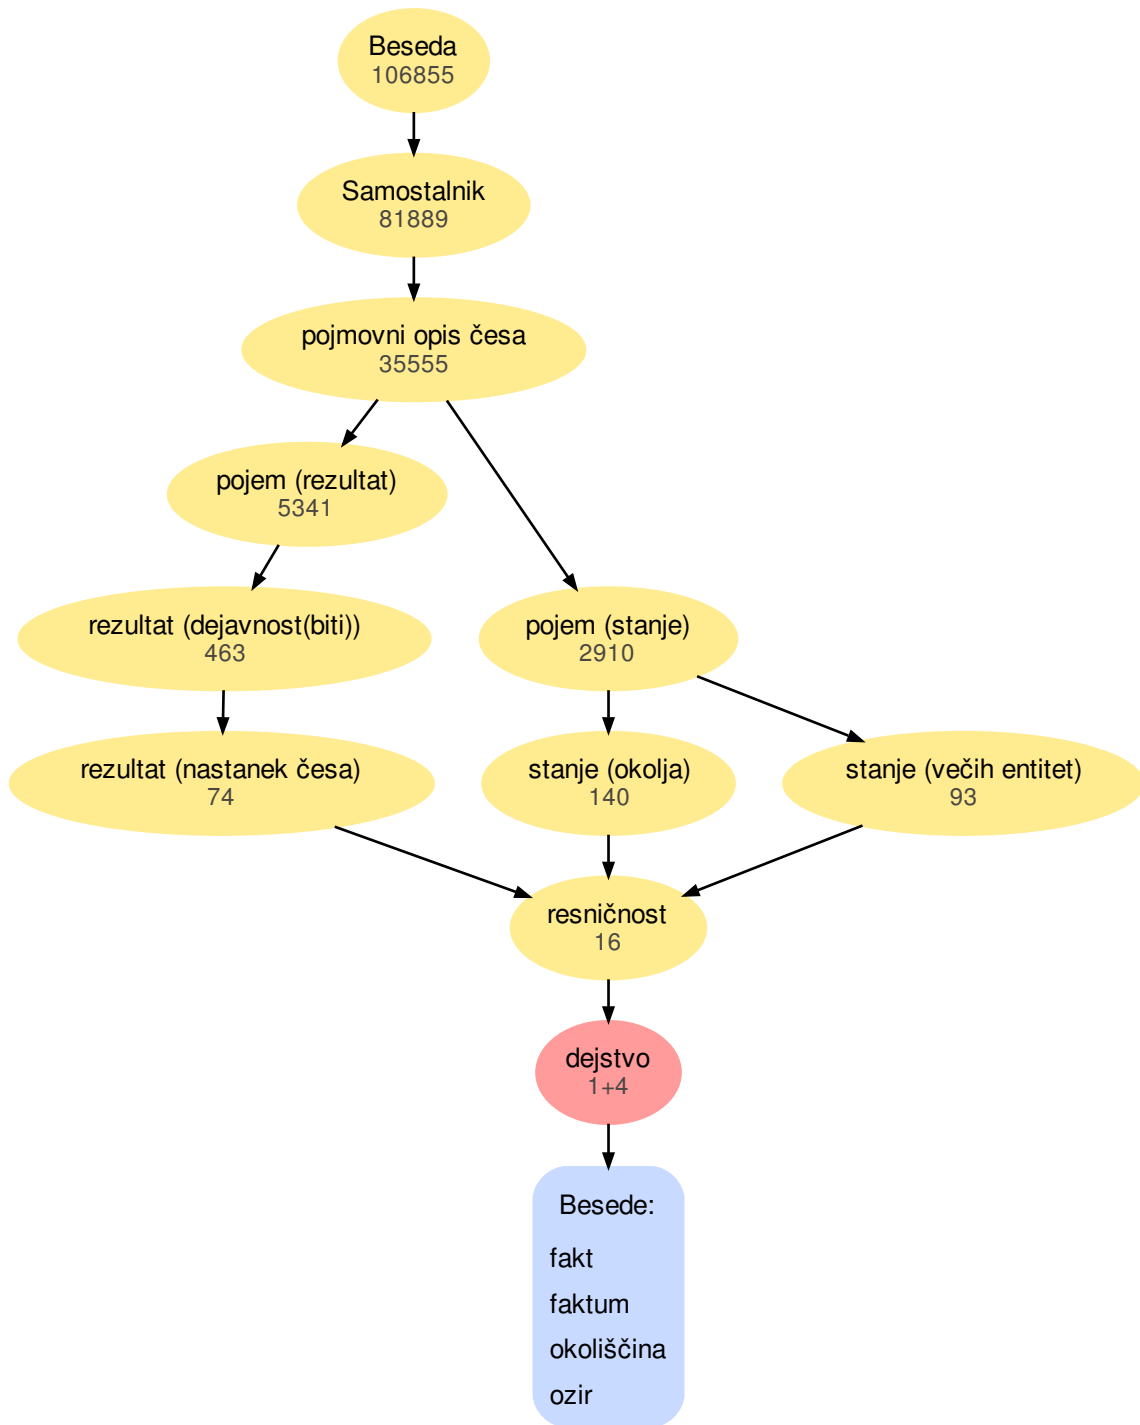 Beseda
106855
Samostalnik
81889
pojmovni opis česa
35555
pojem (rezultat)
5341
rezultat (dejavnost(biti))
463
pojem (stanje)
2910
rezultat (nastanek česa)
74
stanje (okolja)
140
stanje (večih entitet)
93
resničnost
16
dejstvo
1+4
Besede:
fakt
faktum
okoliščina
ozir